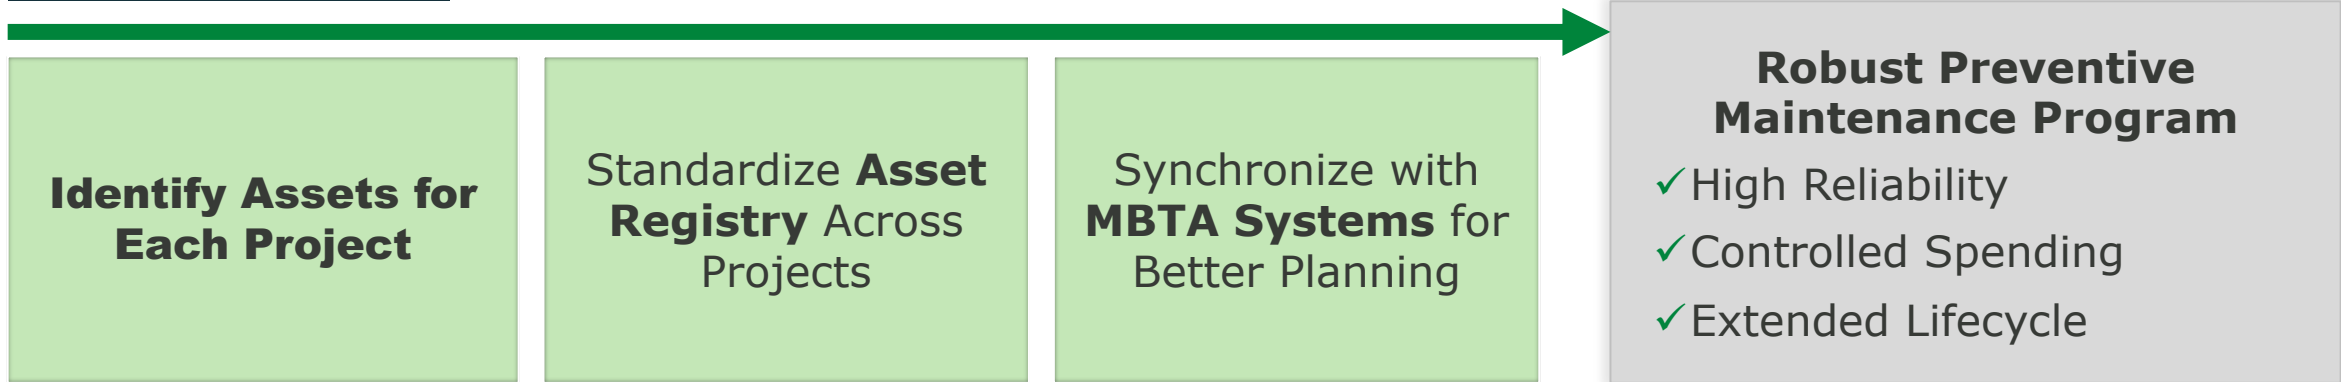 Identify Assets for
Each Project
Standardize Asset
Registry Across
Projects
Synchronize with
MBTA Systems for
Better Planning
Robust Preventive
Maintenance Program
✓High Reliability
✓Controlled Spending
✓Extended Lifecycle